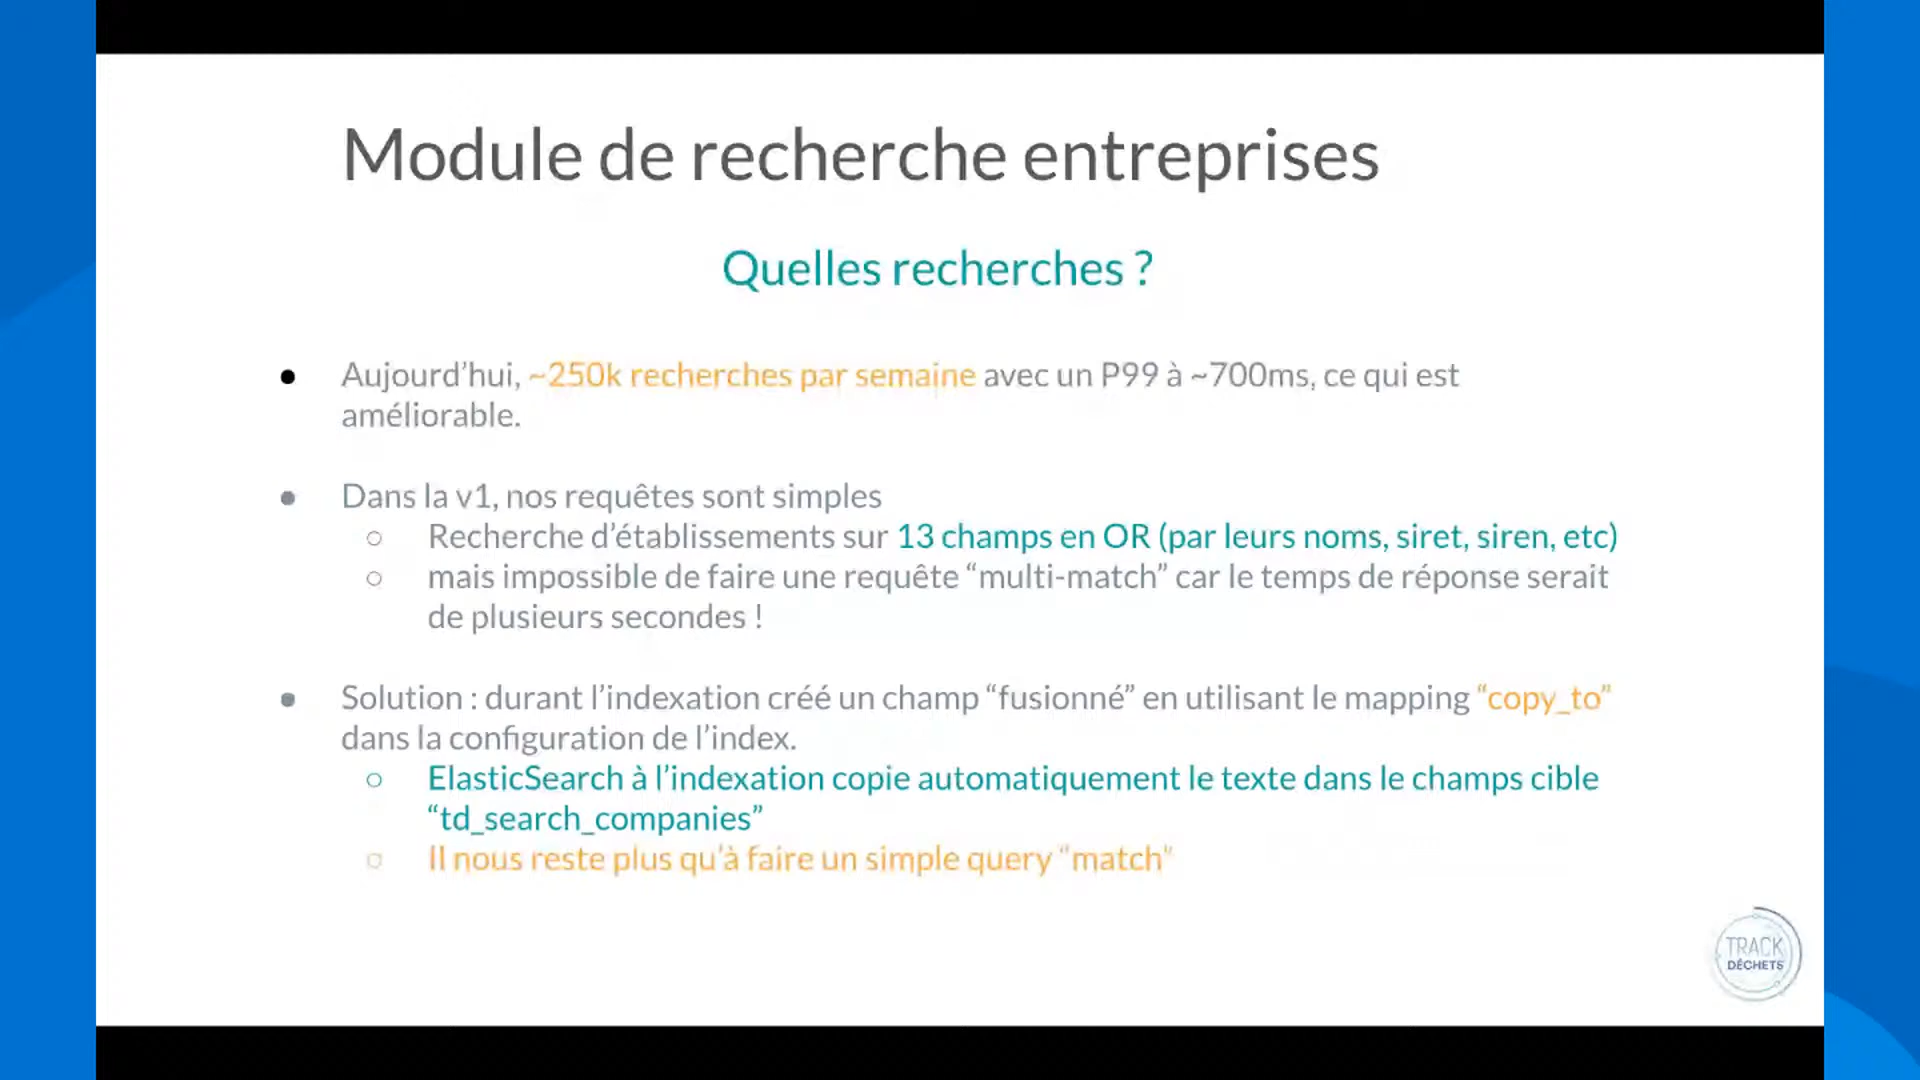 Module de recherche entreprises
Quelles recherches ?
● Aujourd’hui, ~250k recherches par semaine avec un P99 à ~700ms, ce qui est
améliorable.
● Dans la v1, nos requêtes sont simples
○ Recherche d’établissements sur 13 champs en OR (par leurs noms, siret, siren, etc)
○ mais impossible de faire une requête “multi-match” car le temps de réponse serait
de plusieurs secondes !
● Solution : durant l’indexation créé un champ “fusionné” en utilisant le mapping “copy_to”
dans la configuration de l’index.
○ ElasticSearch à l’indexation copie automatiquement le texte dans le champs cible
“td_search_companies”
○ Il nous reste plus qu’à faire un simple query “match”
TRACK
DÉCHETS